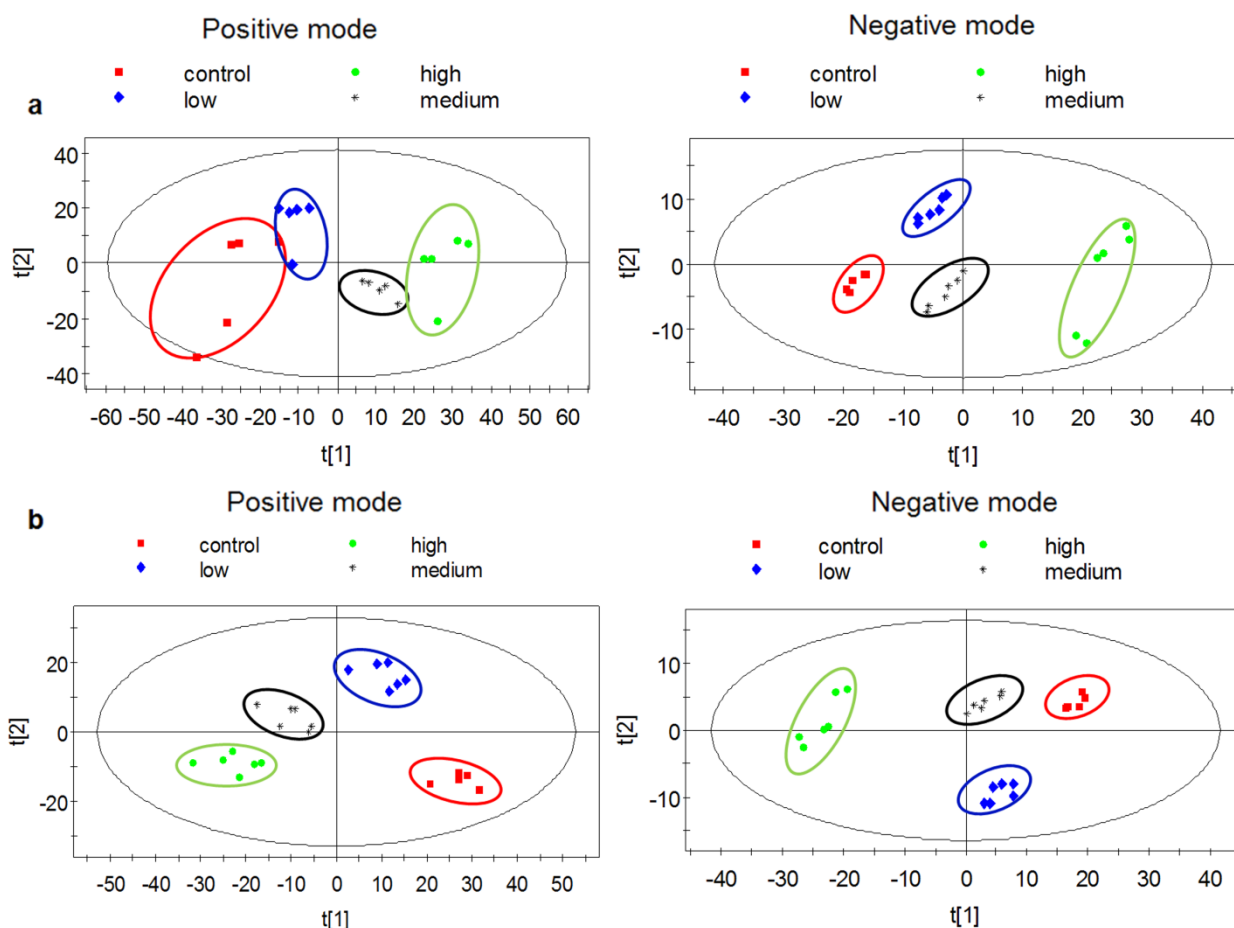 Positive mode
control high
low medium
a
40
20
0
-20
-40
t[2]
-60 -50 -40 -30 -20 -10 0 10 20 30 40 50 60
t[1]
Negative mode
control high
low medium
10
0
-10
t[2]
-40 -30 -20 -10 0 10 20 30 40
t[1]
Positive mode
b
control high
low medium
20
0
-20
t[2]
-50 -40 -30 -20 -10 0 10 20 30 40 50
t[1]
Negative mode
control high
low medium
10
0
-10
t[2]
-40 -30 -20 -10 0 10 20 30 40
t[1]